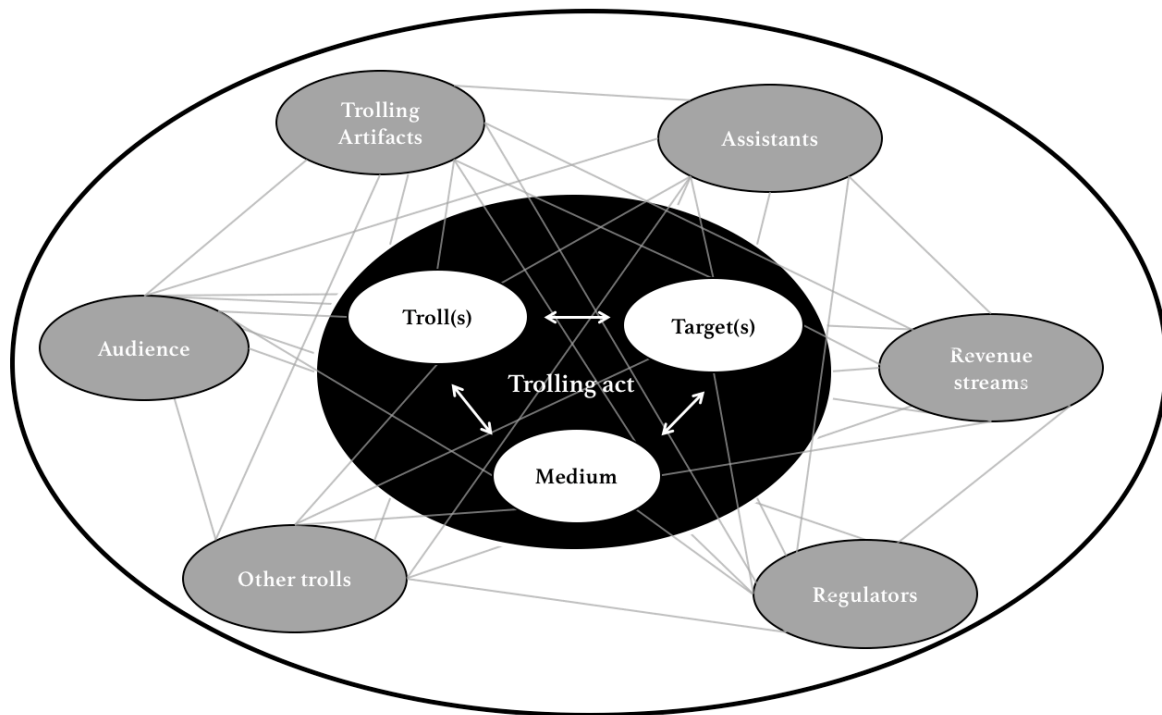 Trolling
Artifacts
Assistants
Troll(s)
Target(s)
Audience
Revenue
streams
Trolling act
Medium
Other trolls
Regulators